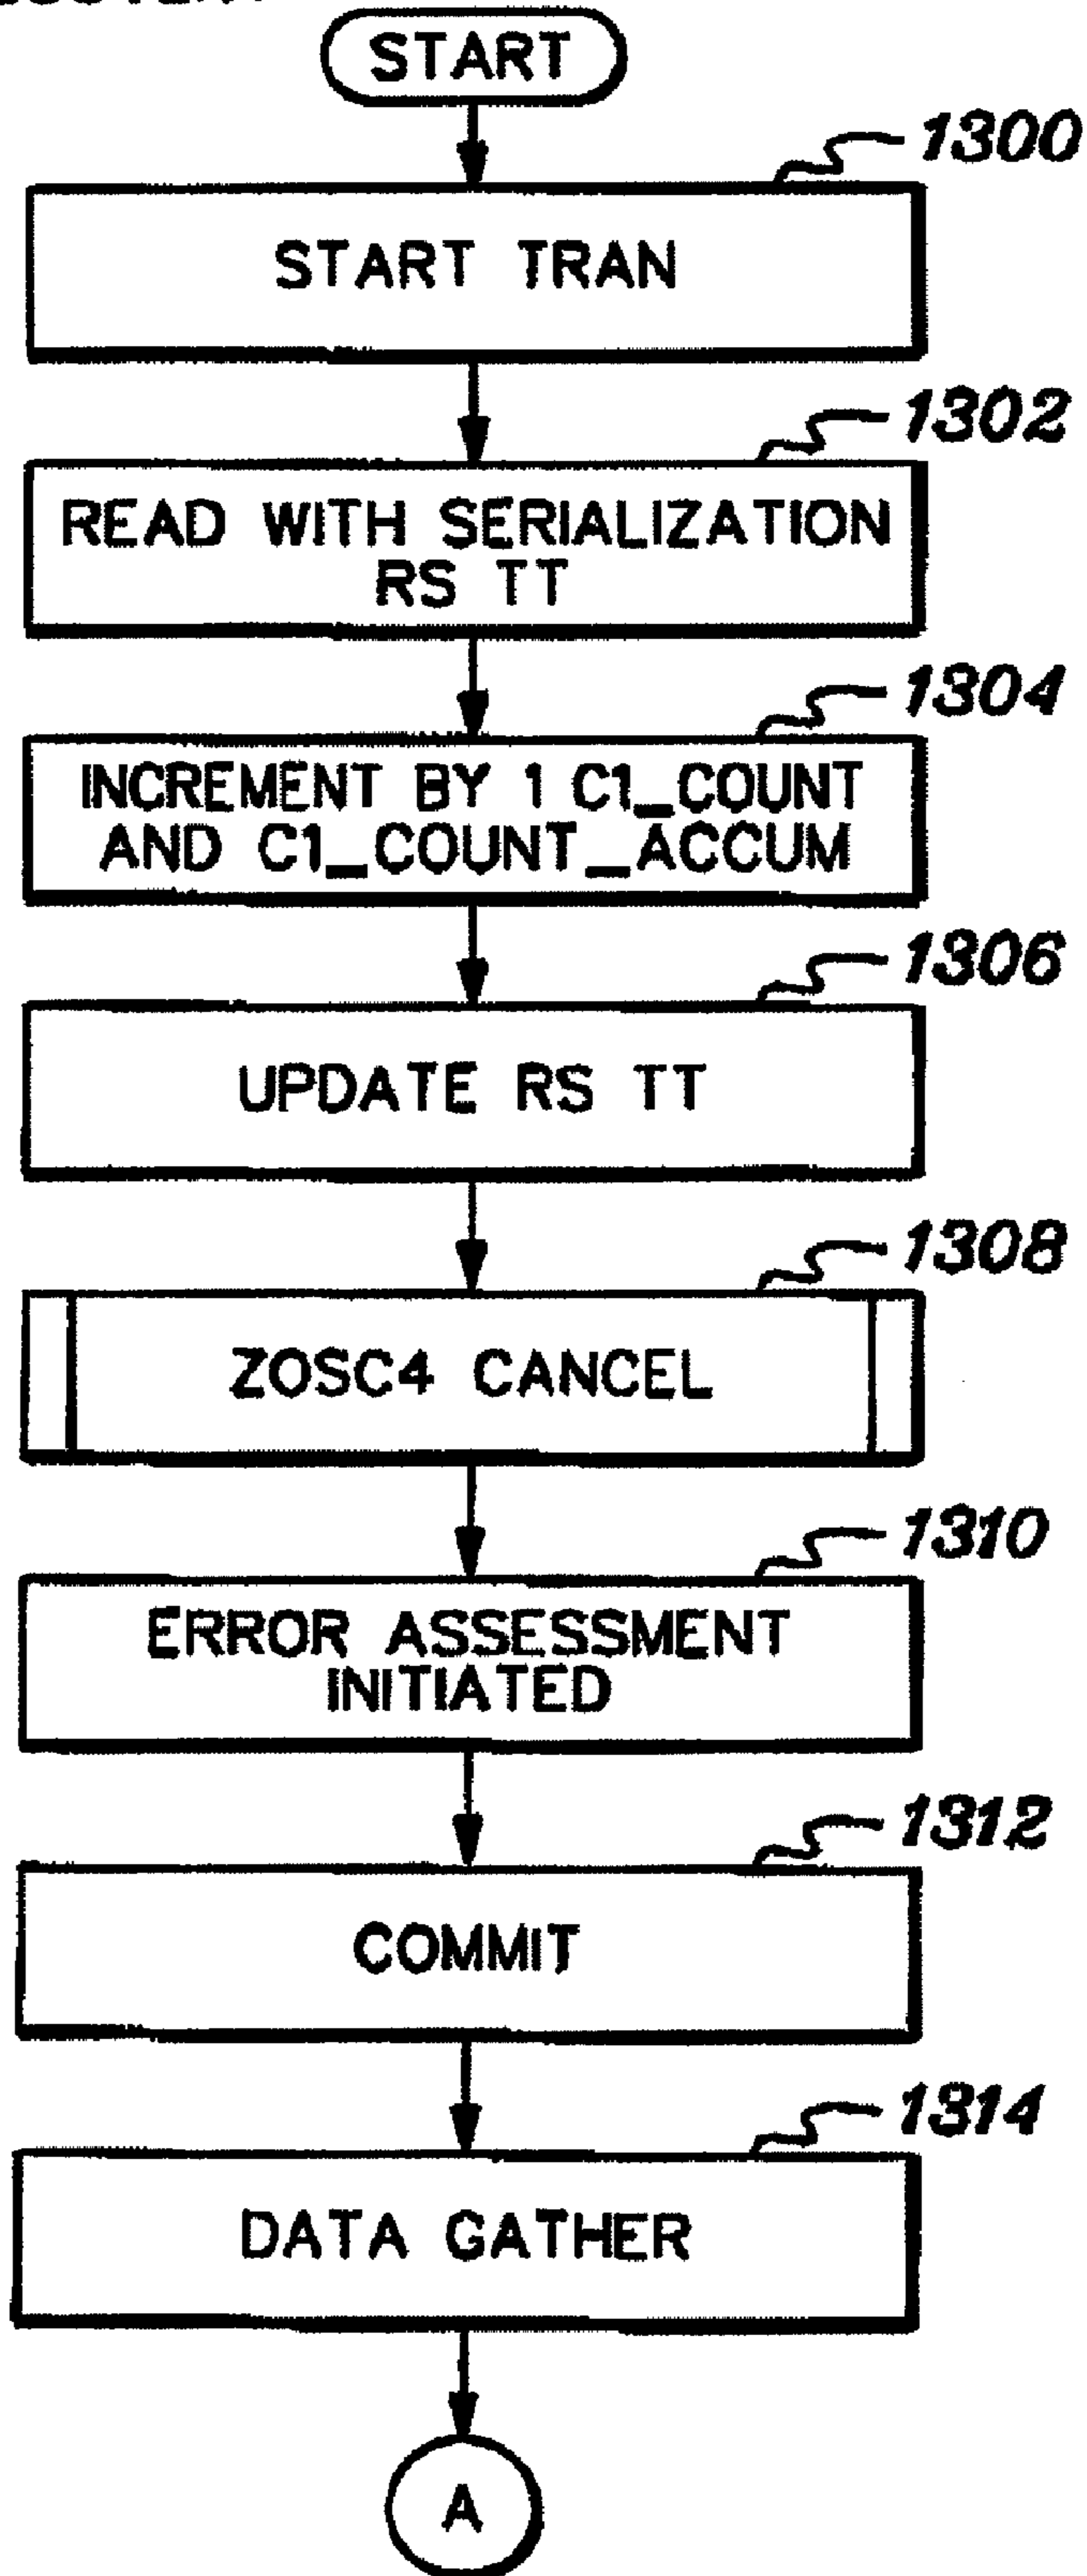 START
1300
START TRAN
1302
READ WITH SERIALIZATION
RS TT
1304
INCREMENT BY 1 C1_COUNT
AND C1_COUNT_ACCUM
1306
UPDATE RS TT
1308
ZOSC4 CANCEL
1310
ERROR ASSESSMENT
INITIATED
1312
COMMIT
1314
DATA GATHER
A